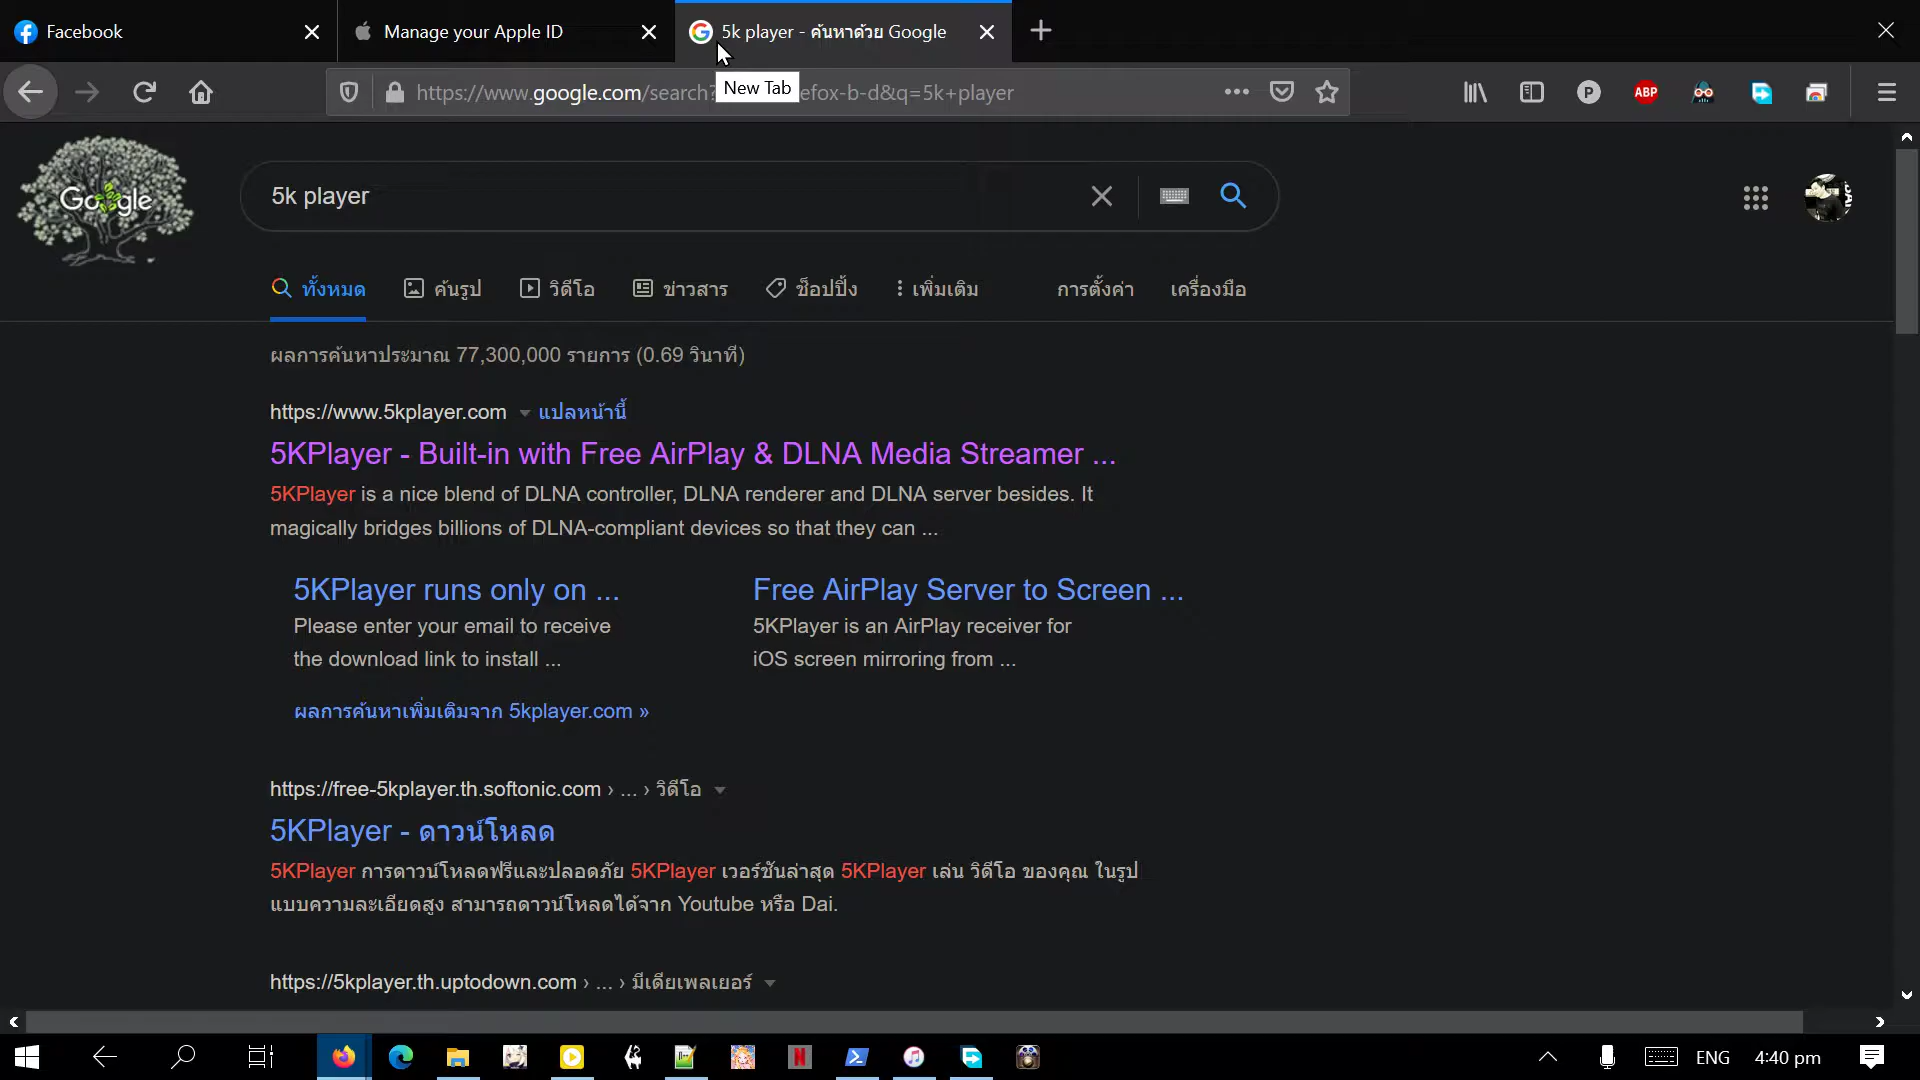 Facebook
Manage your Apple ID
5k player - ค้นหาด้วย Google
New Tab
https://www.google.com/search? efox-b-d&q=5k+player
P
ABP
Google
5k player
ทั้งหมด
ค้นรูป
วิดีโอ
ข่าวสาร
ช็อปปิ้ง
เพิ่มเติม
การตั้งค่า
เครื่องมือ
ผลการค้นหาประมาณ 77,300,000 รายการ (0.69 วินาที)
https://www.5kplayer.com แปลหน้านี้
5KPlayer - Built-in with Free AirPlay & DLNA Media Streamer ...
5KPlayer is a nice blend of DLNA controller, DLNA renderer and DLNA server besides. It
magically bridges billions of DLNA-compliant devices so that they can ...
5KPlayer runs only on ...
Please enter your email to receive
the download link to install ...
Free AirPlay Server to Screen ...
5KPlayer is an AirPlay receiver for
iOS screen mirroring from ...
ผลการค้นหาเพิ่มเติมจาก 5kplayer.com »
https://free-5kplayer.th.softonic.com › ... › วิดีโอ
5KPlayer - ดาวน์โหลด
5KPlayer การดาวน์โหลดฟรีและปลอดภัย 5KPlayer เวอร์ชันล่าสุด 5KPlayer เล่น วิดีโอ ของคุณ ในรูป
แบบความละเอียดสูง สามารถดาวน์โหลดได้จาก Youtube หรือ Dai.
https://5kplayer.th.uptodown.com › ... › มีเดียเพลเยอร์
N
ENG
4:40 pm